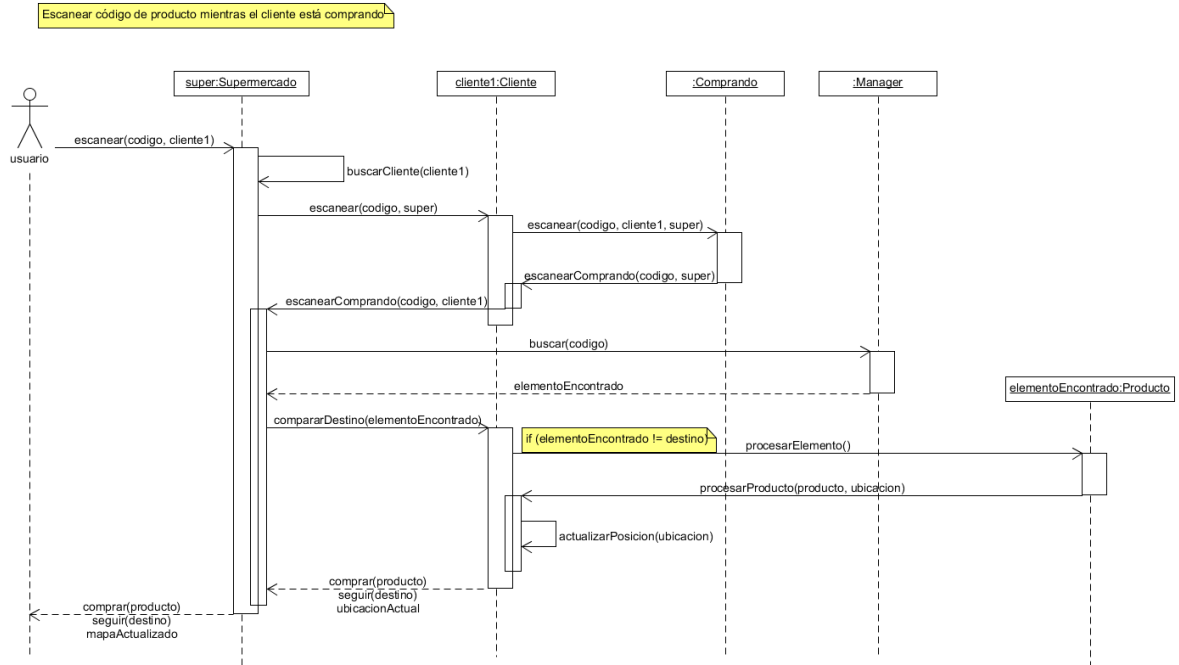 Escanear código de producto mientras el cliente está comprando
super:Supermercado
cliente1:Cliente
:Comprando
:Manager
usuario
escanear(codigo, cliente1)
buscarCliente(cliente1)
escanear(codigo, super)
escanear(codigo, cliente1, super)
escanearComprando(codigo, super)
escanearComprando(codigo, cliente1)
buscar(codigo)
elementoEncontrado
elementoEncontrado:Producto
compararDestino(elementoEncontrado)
if (elementoEncontrado != destino)
procesarElemento()
procesarProducto(producto, ubicacion)
actualizarPosicion(ubicacion)
comprar(producto)
seguir(destino)
ubicacionActual
comprar(producto)
seguir(destino)
mapaActualizado